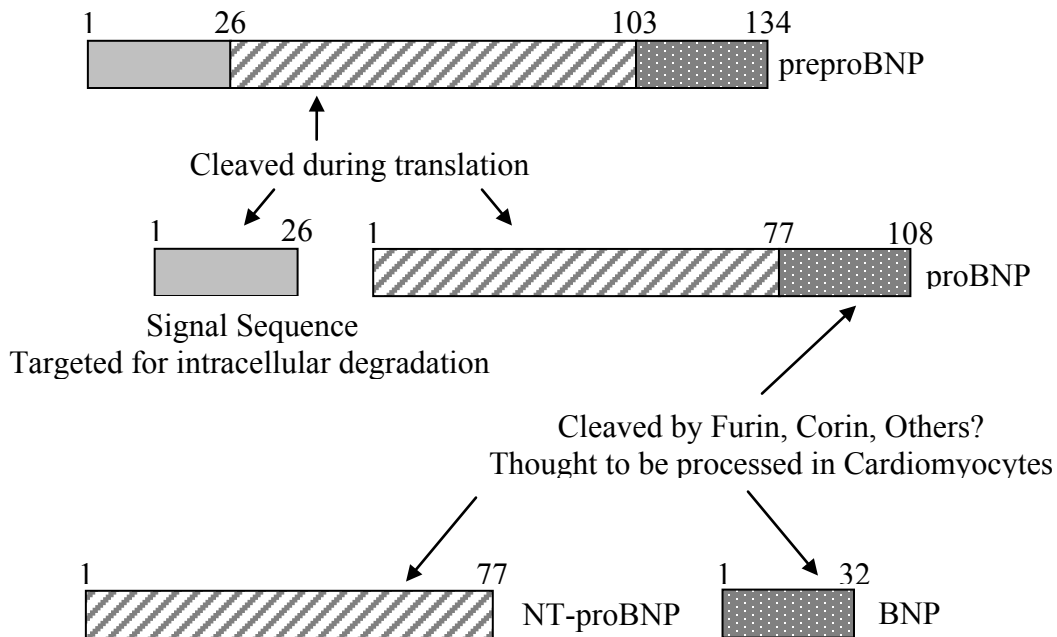 1 26 103 134
preproBNP
Cleaved during translation
1 26 1 77 108
proBNP
Signal Sequence
Targeted for intracellular degradation
Cleaved by Furin, Corin, Others?
Thought to be processed in Cardiomyocytes
1 77 1 32
NT-proBNP BNP